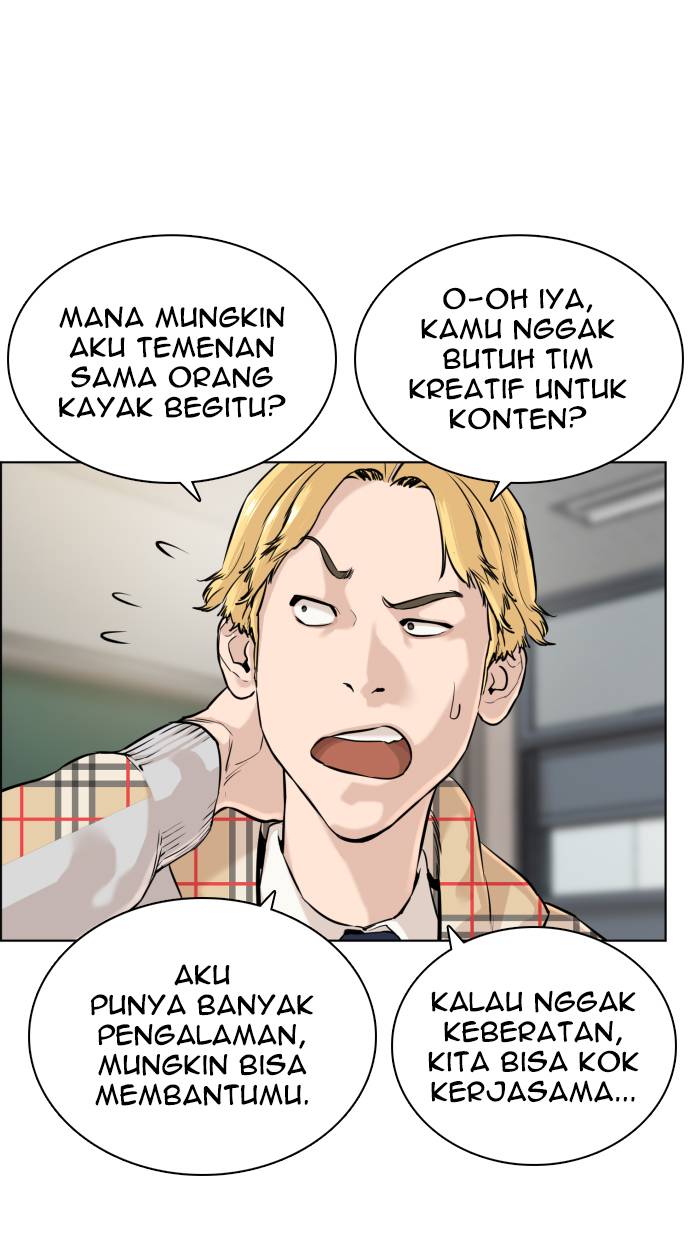 MANA MUNGKIN
AKU TEMENAN
SAMA ORANG
KAYAK BEGITU?
O-OH IYA,
KAMU NGGAK
BUTUH TIM
KREATIF UNTUK
KONTEN?
AKU
PUNYA BANYAK
PENGALAMAN,
MUNGKIN BISA
MEMBANTUMU.
KALAU NGGAK
KEBERATAN,
KITA BISA KOK
KERJASAMA...